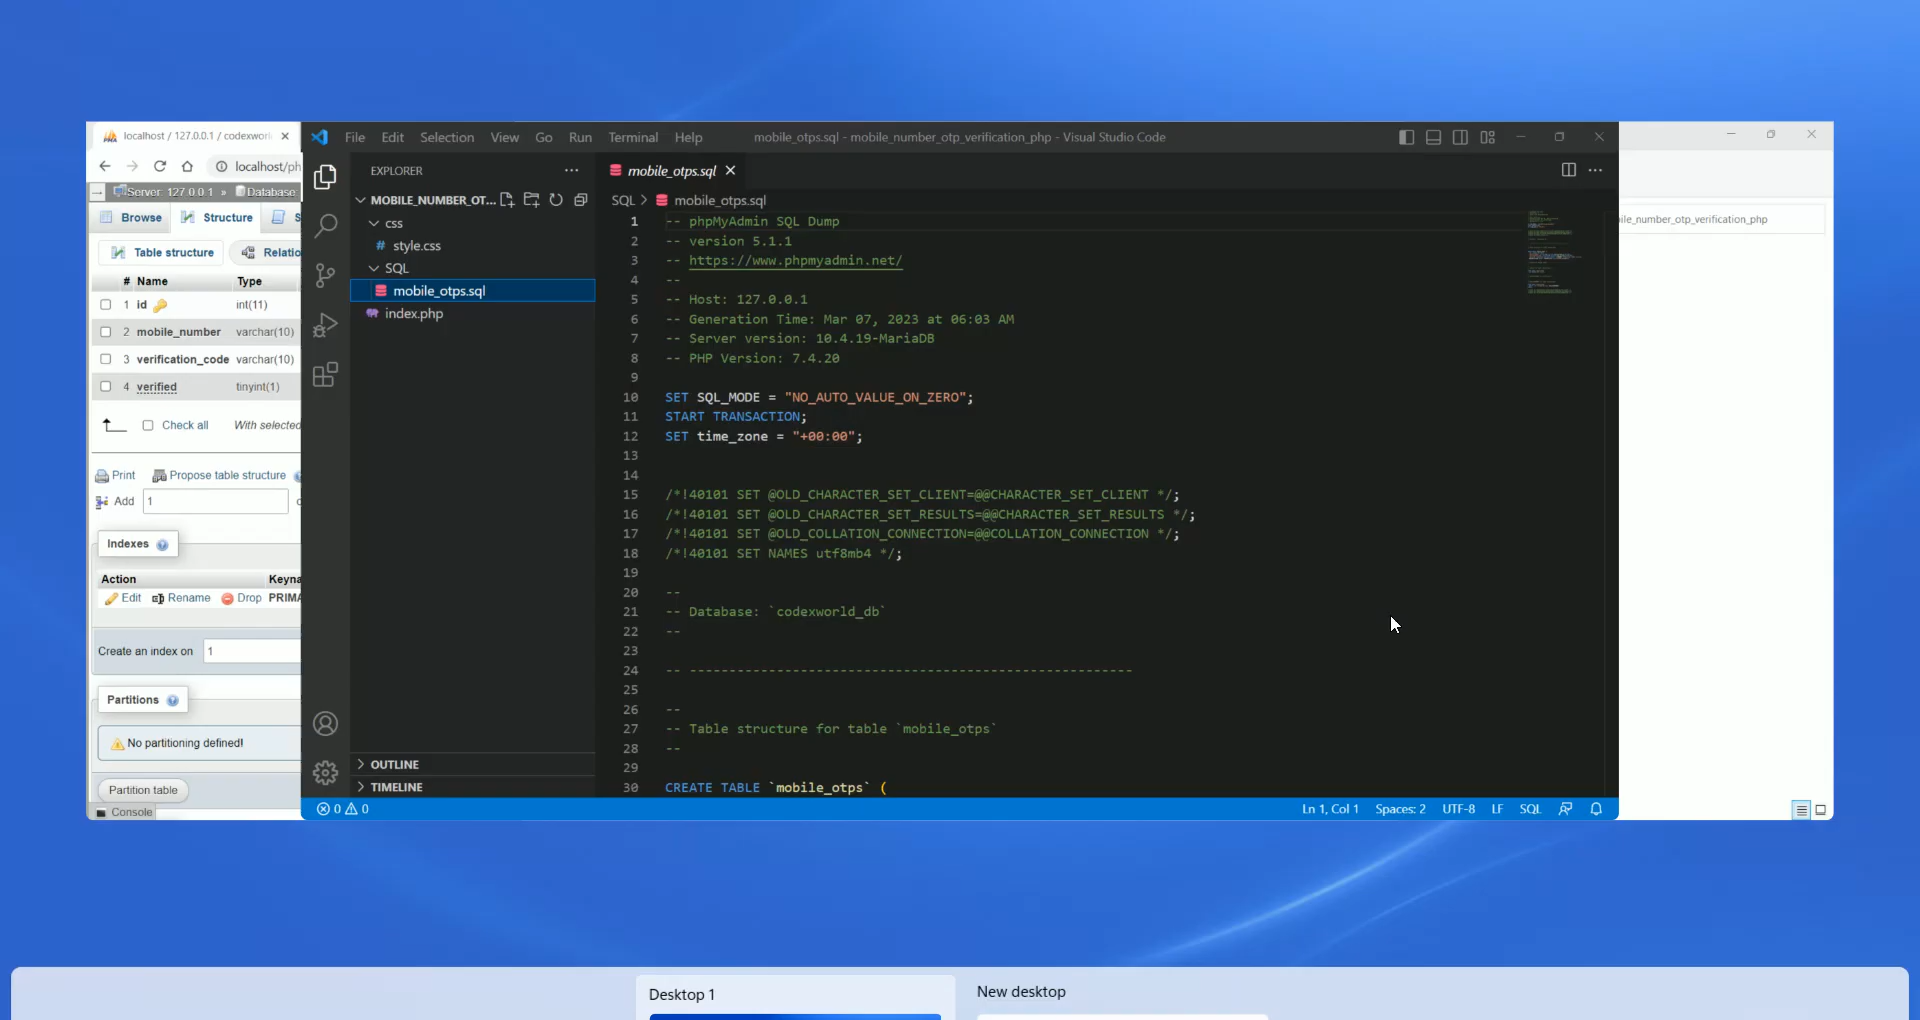 localhost / 127.0.0.1 / codexworl
localhost/ph
Server: 127.0.0.1 » Database
Browse
Structure
S
Table structure
Relatio
# Name Type
1 id int(11)
2 mobile_number varchar(10)
3 verification_code varchar(10)
4 verified tinyint(1)
Check all With selected
Print Propose table structure
Add 1
Indexes
Action Keyna
Edit Rename Drop PRIMA
Create an index on 1
Partitions
No partitioning defined!
Partition table
Console
File Edit Selection View Go Run Terminal Help mobile_otps.sql - mobile_number_otp_verification_php - Visual Studio Code
EXPLORER
MOBILE_NUMBER_OT...
css
# style.css
SQL
mobile_otps.sql
index.php
OUTLINE
TIMELINE
mobile_otps.sql
SQL > mobile_otps.sql
1 -- phpMyAdmin SQL Dump
2 -- version 5.1.1
3 -- https://www.phpmyadmin.net/
4 --
5 -- Host: 127.0.0.1
6 -- Generation Time: Mar 07, 2023 at 06:03 AM
7 -- Server version: 10.4.19-MariaDB
8 -- PHP Version: 7.4.20
9
10 SET SQL_MODE = "NO_AUTO_VALUE_ON_ZERO";
11 START TRANSACTION;
12 SET time_zone = "+00:00";
13
14
15 /*!40101 SET @OLD_CHARACTER_SET_CLIENT=@@CHARACTER_SET_CLIENT */;
16 /*!40101 SET @OLD_CHARACTER_SET_RESULTS=@@CHARACTER_SET_RESULTS */;
17 /*!40101 SET @OLD_COLLATION_CONNECTION=@@COLLATION_CONNECTION */;
18 /*!40101 SET NAMES utf8mb4 */;
19
20 --
21 -- Database: `codexworld_db`
22 --
23
24 -- --------------------------------------------------------
25
26 --
27 -- Table structure for table `mobile_otps`
28 --
29
30 CREATE TABLE `mobile_otps` (
0 0
Ln 1, Col 1 Spaces: 2 UTF-8 LF SQL
ile_number_otp_verification_php
Desktop 1
New desktop